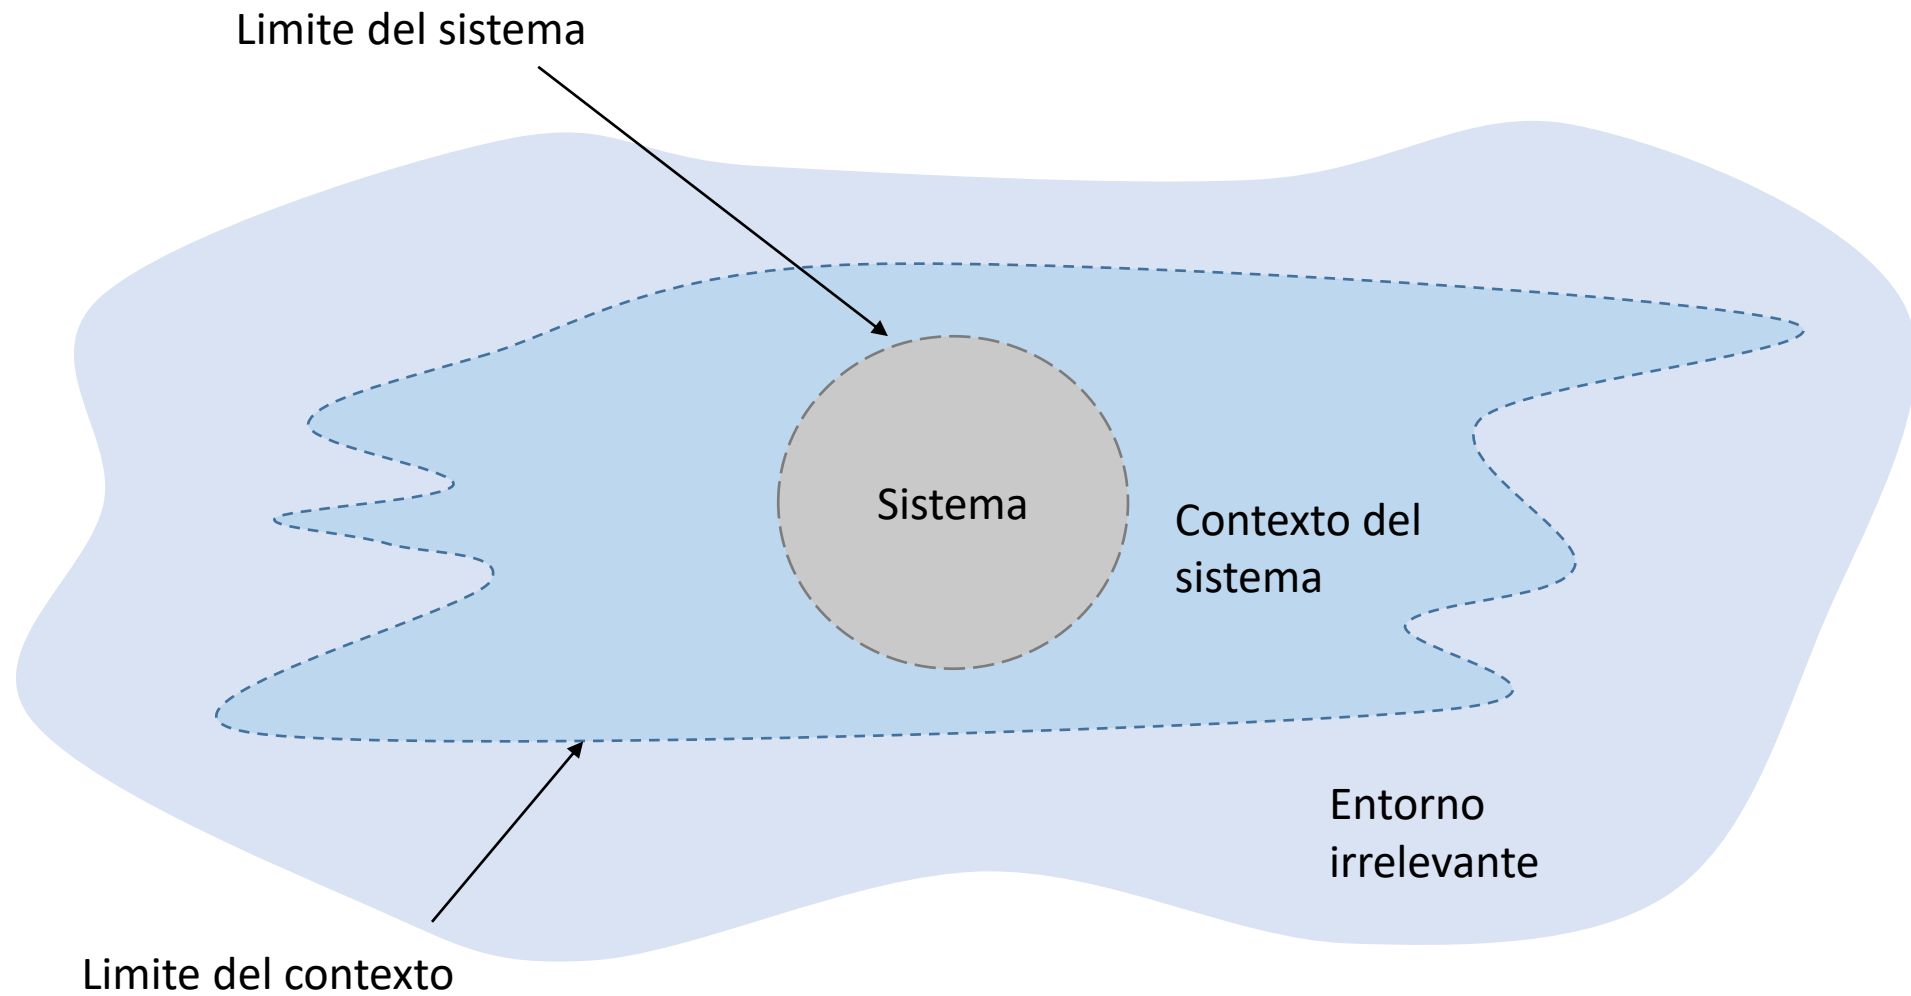 Limite del sistema
Sistema
Contexto del
sistema
Entorno
irrelevante
Limite del contexto